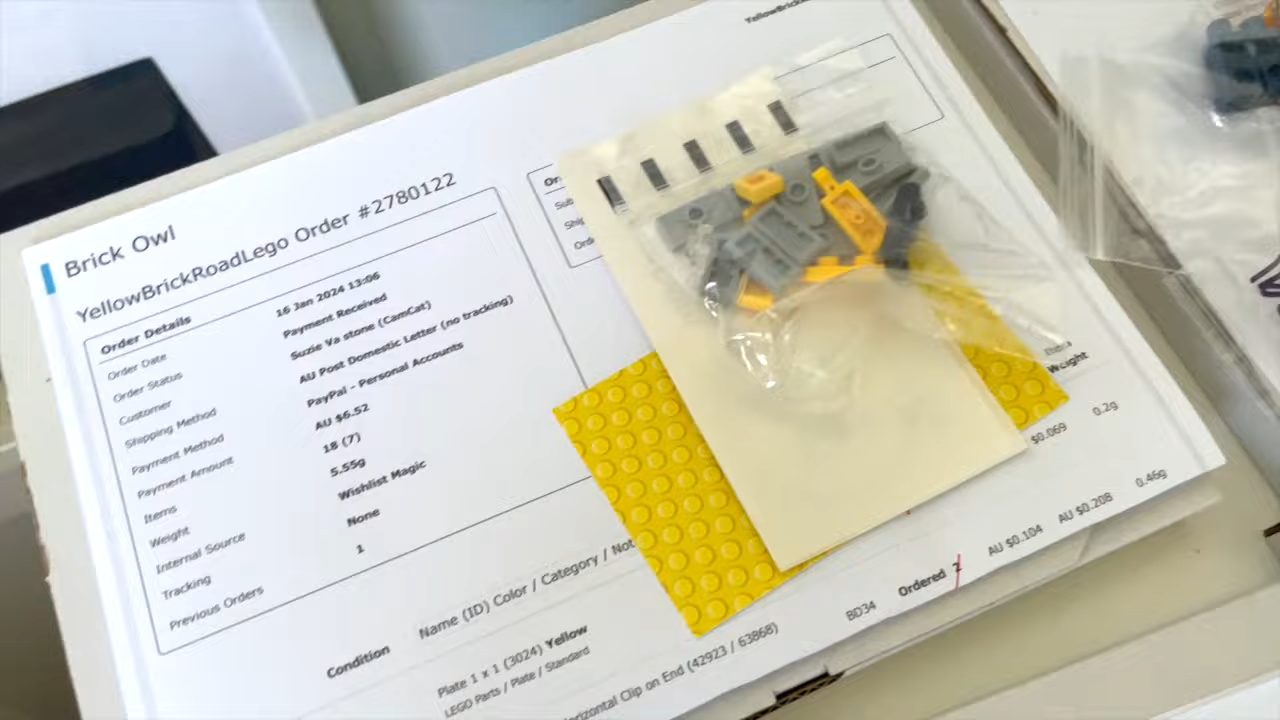 Brick Owl
YellowBrickRoadLego Order #2780122
Order Details
Order Date 16 Jan 2024 13:06
Order Status Payment Received
Customer Suzie Va stone (CamCat)
Shipping Method AU Post Domestic Letter (no tracking)
Payment Method PayPal - Personal Accounts
Payment Amount AU $6.52
Items 18 (7)
Weight 5.55g
Internal Source Wishlist Magic
Tracking None
Previous Orders 1
Weight
Condition Name (ID) Color / Category / Not
Plate 1 x 1 (3024) Yellow $0.069 0.2g
LEGO Parts / Plate / Standard
orizontal Clip on End (42923 / 63868) BD34 Ordered 2 AU $0.104 AU $0.208 0.46g